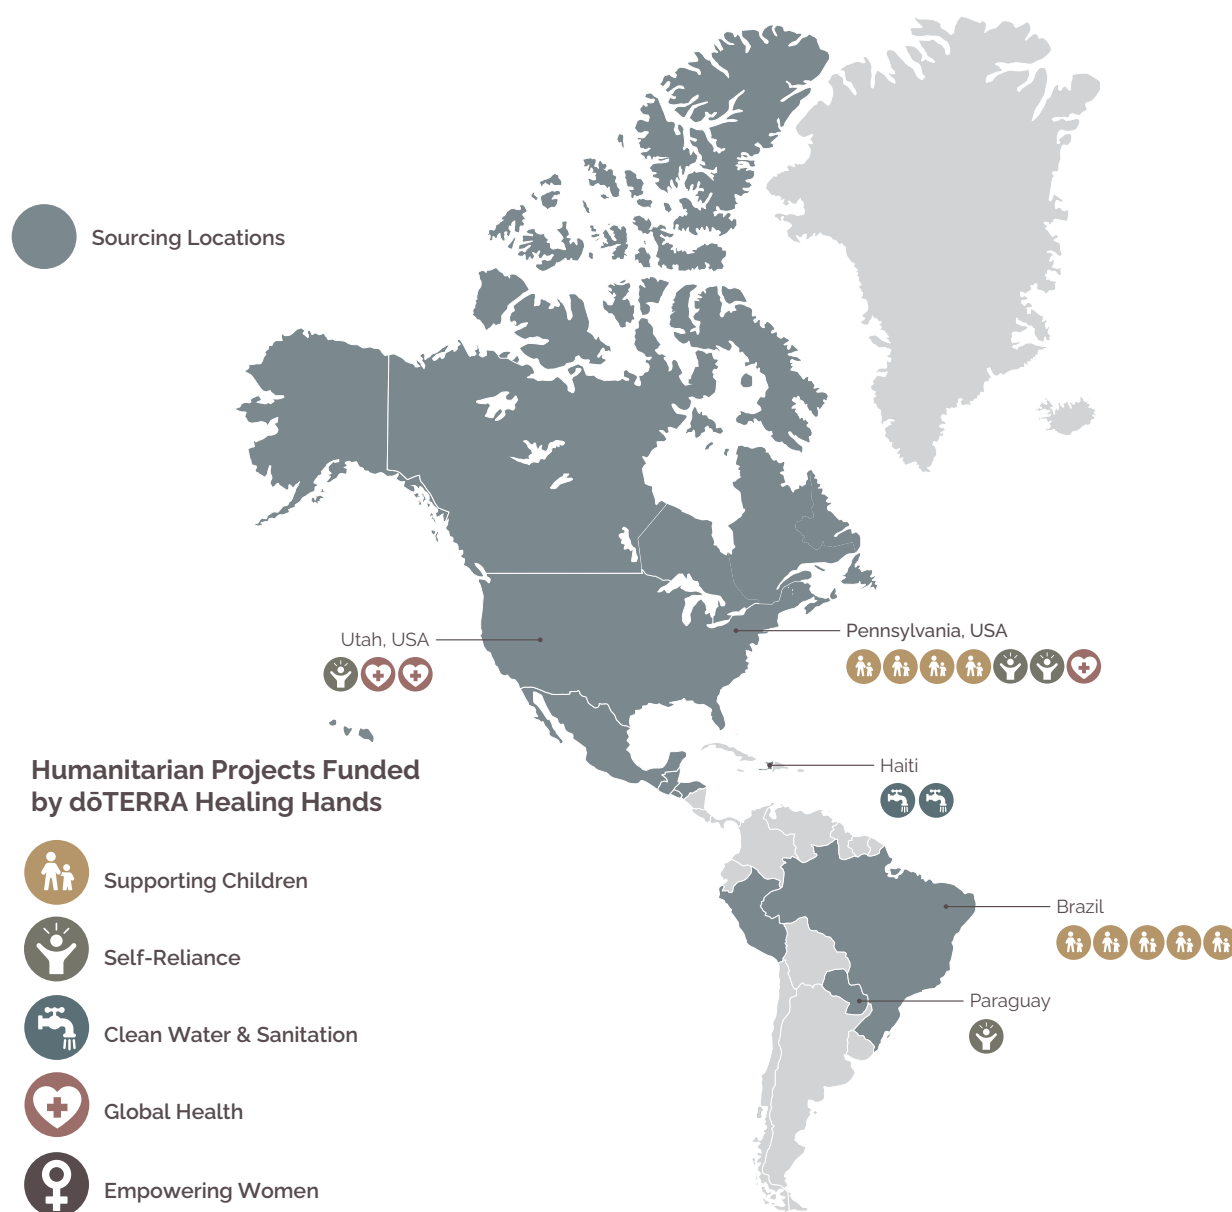 Sourcing Locations
Utah, USA
Pennsylvania, USA
Haiti
Humanitarian Projects Funded
by dōTERRA Healing Hands
Supporting Children
Brazil
Self-Reliance
Paraguay
Clean Water & Sanitation
Global Health
Empowering Women